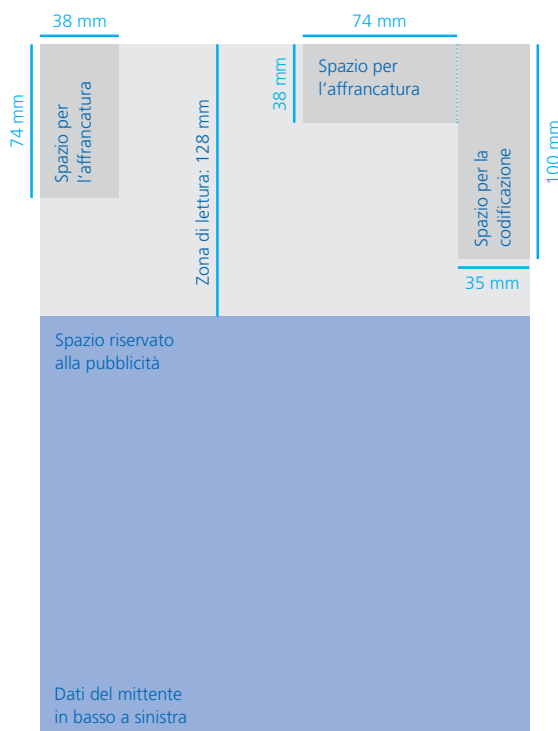 38 mm
74 mm
74 mm
Spazio per
l'affrancatura
Zona di lettura: 128 mm
38 mm
Spazio per
l'affrancatura
Spazio per la
codificazione
100 mm
35 mm
Spazio riservato
alla pubblicità
Dati del mittente
in basso a sinistra